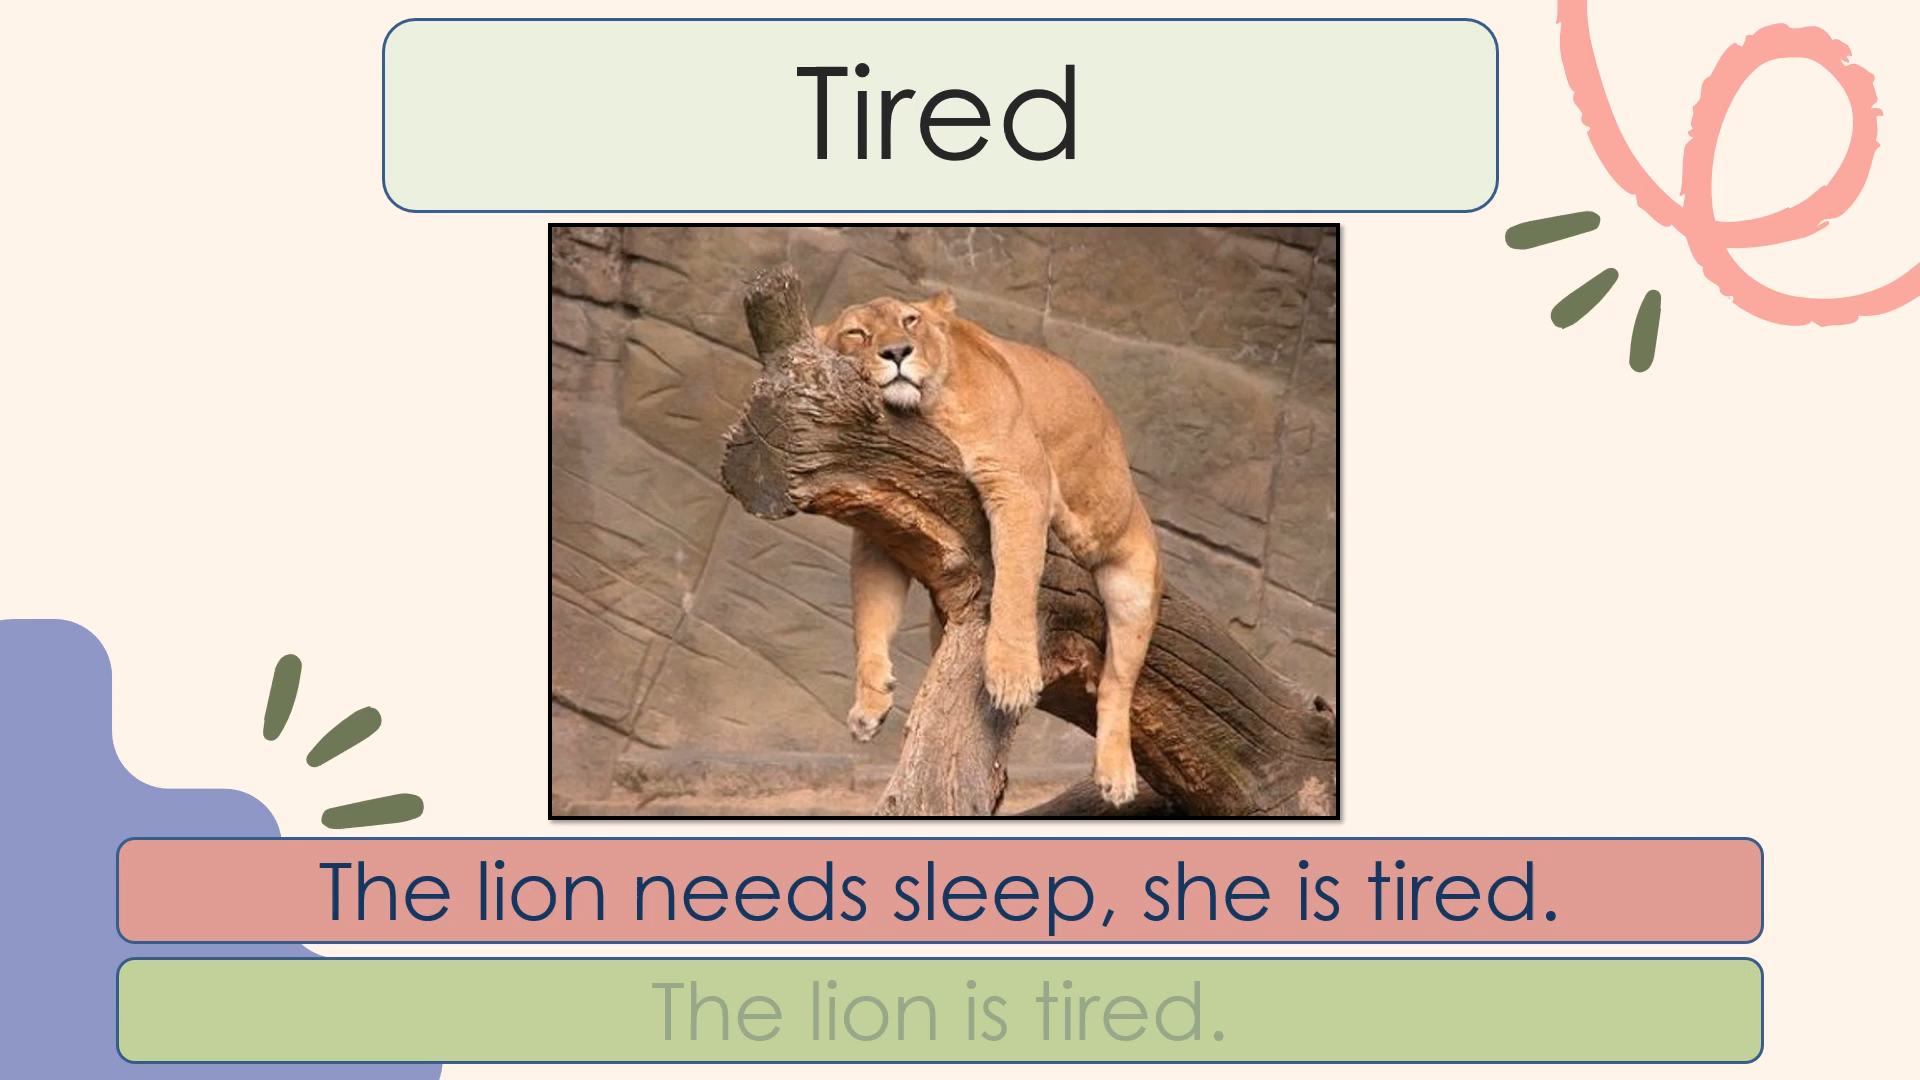 Tired
The lion needs sleep, she is tired.
The lion is tired.